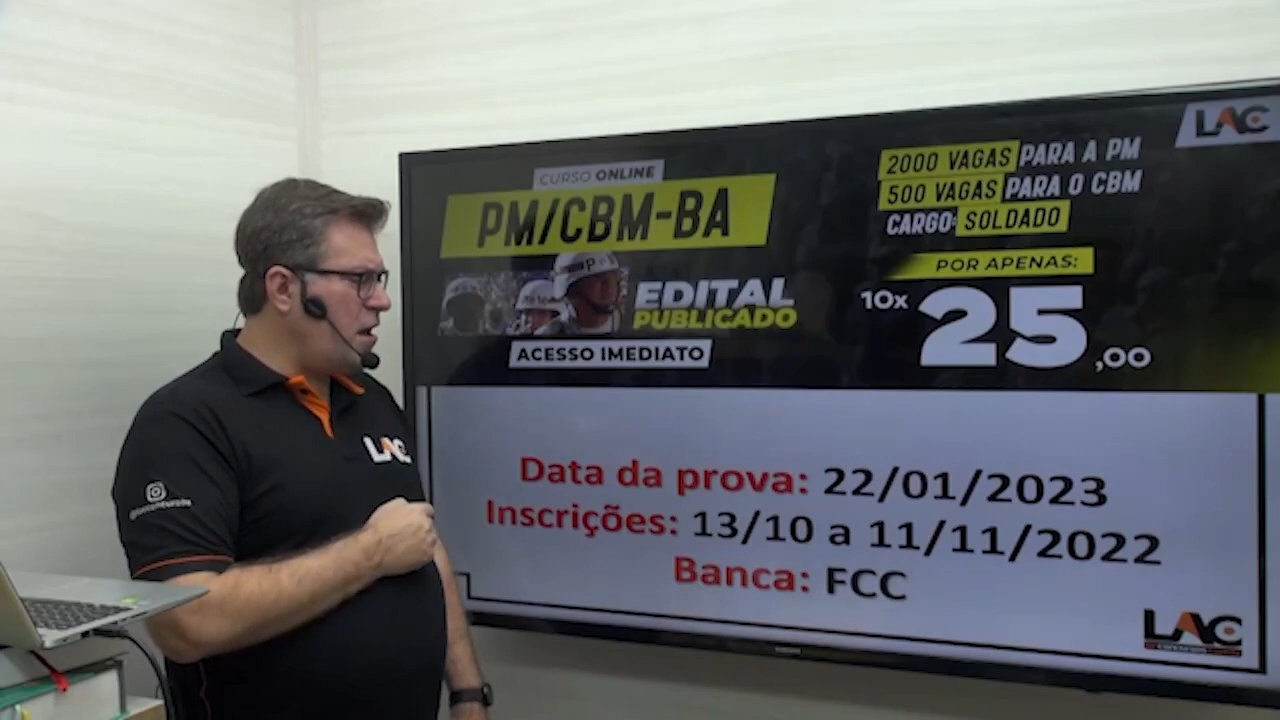 LAC
CURSO ONLINE
PM/CBM-BA
EDITAL
PUBLICADO
ACESSO IMEDIATO
2000 VAGAS PARA A PM
500 VAGAS PARA O CBM
CARGO: SOLDADO
POR APENAS:
10x 25,00
LAC
Data da prova: 22/01/2023
Inscrições: 13/10 a 11/11/2022
Banca: FCC
LAC